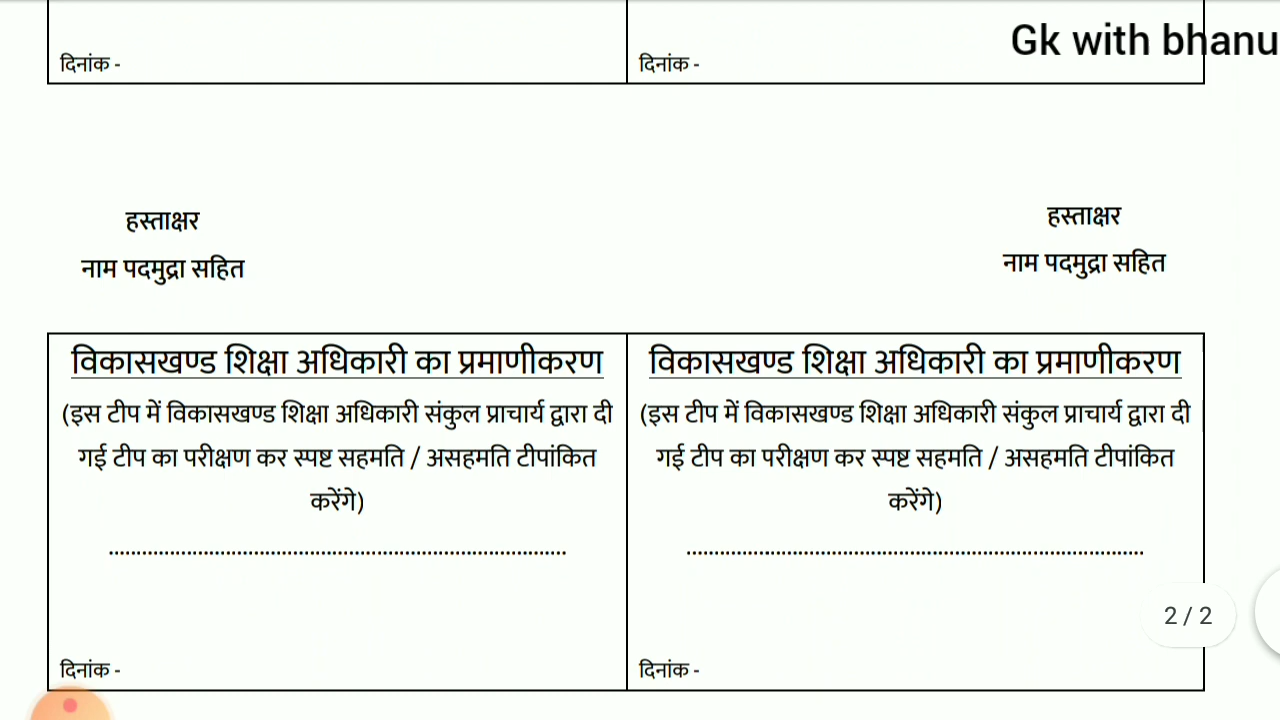 Gk with bhanu
दिनांक -
दिनांक -
हस्ताक्षर
नाम पदमुद्रा सहित
हस्ताक्षर
नाम पदमुद्रा सहित
विकासखण्ड शिक्षा अधिकारी का प्रमाणीकरण
(इस टीप में विकासखण्ड शिक्षा अधिकारी संकुल प्राचार्य द्वारा दी
गई टीप का परीक्षण कर स्पष्ट सहमति / असहमति टीपांकित
करेंगे)
....................................................................................
दिनांक -
विकासखण्ड शिक्षा अधिकारी का प्रमाणीकरण
(इस टीप में विकासखण्ड शिक्षा अधिकारी संकुल प्राचार्य द्वारा दी
गई टीप का परीक्षण कर स्पष्ट सहमति / असहमति टीपांकित
करेंगे)
....................................................................................
दिनांक -
2 / 2